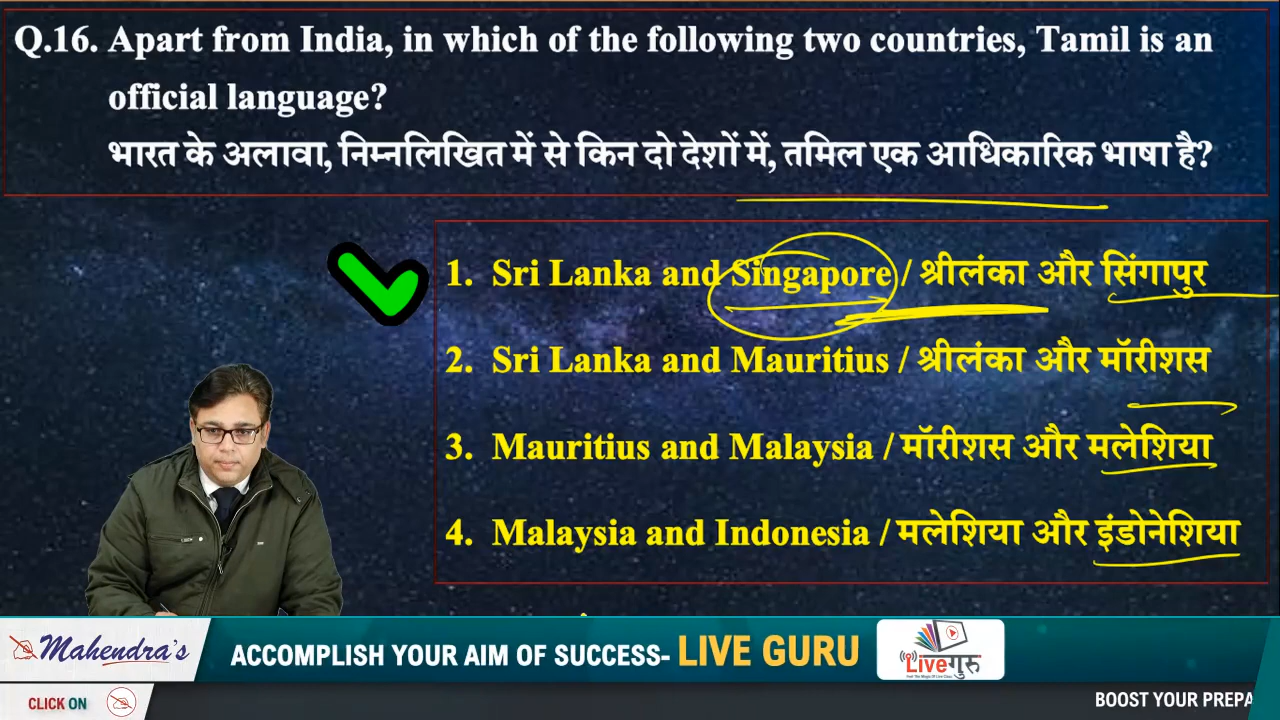 Q.16. Apart from India, in which of the following two countries, Tamil is an
official language?
भारत के अलावा, निम्नलिखित में से किन दो देशों में, तमिल एक आधिकारिक भाषा है?
1. Sri Lanka and Singapore / श्रीलंका और सिंगापुर
2. Sri Lanka and Mauritius / श्रीलंका और मॉरीशस
3. Mauritius and Malaysia / मॉरीशस और मलेशिया
4. Malaysia and Indonesia / मलेशिया और इंडोनेशिया
Mahendra's
ACCOMPLISH YOUR AIM OF SUCCESS- LIVE GURU
Liveगुरु
CLICK ON
BOOST YOUR PREPA